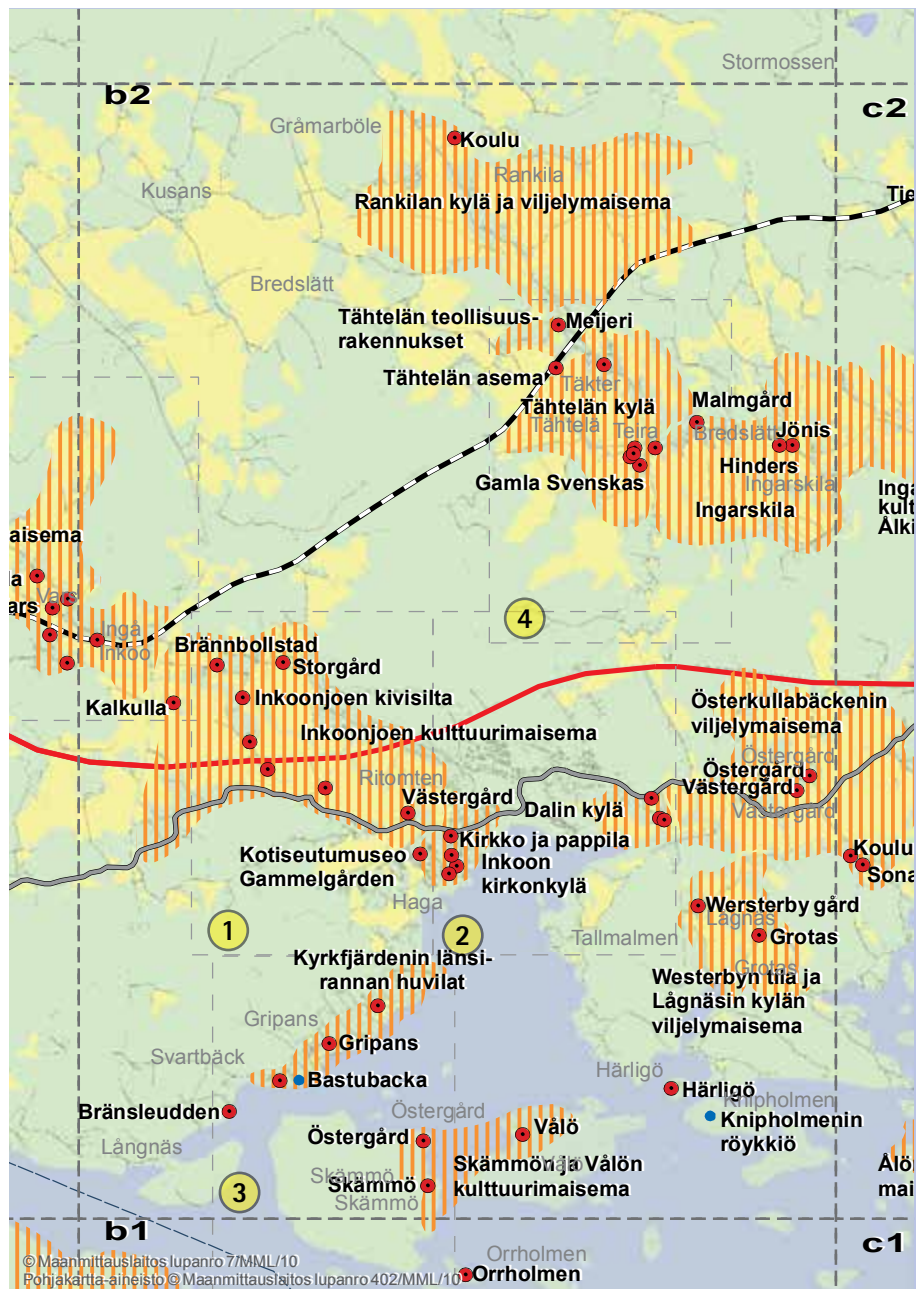 Stormossen
b2
c2
Gråmarböle
Koulu
Rankila
Kusans
Rankilan kylä ja viljelymaisema
Bredslätt
Tähtelän teollisuus-
rakennukset
Meijeri
Tähtelän asema
Täkter
Tähtelän kylä
Tähtelä
Teira
Malmgård
Bredslätt
Jönis
Hinders
Gamla Svenskas
Ingarskila
Ingarskila
aisema
la
Vars
ars
Ingå
Inkoo
4
Brännbollstad
Storgård
Kalkulla
Inkoonjoen kivisilta
Österkullabäckenin
viljelymaisema
Inkoonjoen kulttuurimaisema
Östergård
Östergård
Ritomten
Västergård
Västergård
Västergård
Dalin kylä
Kirkko ja pappila
Kotiseutumuseo
Gammelgården
Inkoon
kirkonkylä
Koulu
Sona
Haga
Wersterby gård
Lågnäs
Grotas
1
2
Tallmalmen
Kyrkfjärdenin länsi-
rannan huvilat
Grotas
Westerbyn tila ja
Lågnäsin kylän
viljelymaisema
Gripans
Gripans
Svartbäck
Bastubacka
Härligö
Härligö
Bränsleudden
Östergård
Knipholmen
Knipholmenin
röykkiö
Långnäs
Östergård
Vålö
Skämmön ja Vålön
kulttuurimaisema
Vålö
Skämmö
Skämmö
Skämmö
3
b1
c1
© Maanmittauslaitos lupanro 7/MML/10
Pohjakartta-aineisto © Maanmittauslaitos lupanro 402/MML/10
Orrholmen
Orrholmen